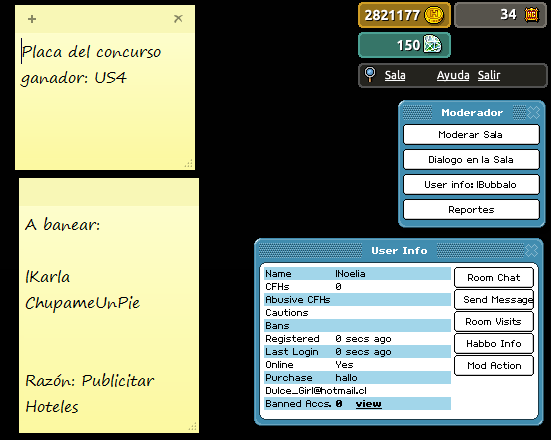 Placa del concurso
ganador: US4
A banear:
lKarla
ChupameUnPie
Razón: Publicitar
Hoteles
2821177
34
150
Sala Ayuda Salir
Moderador
Moderar Sala
Dialogo en la Sala
User info: lBubbalo
Reportes
User Info
Name lNoelia
CFHs 0
Abusive CFHs
Cautions
Bans
Registered 0 secs ago
Last Login 0 secs ago
Online Yes
Purchase hallo
Dulce_Girl@hotmail.cl
Banned Accs. 0 view
Room Chat
Send Message
Room Visits
Habbo Info
Mod Action